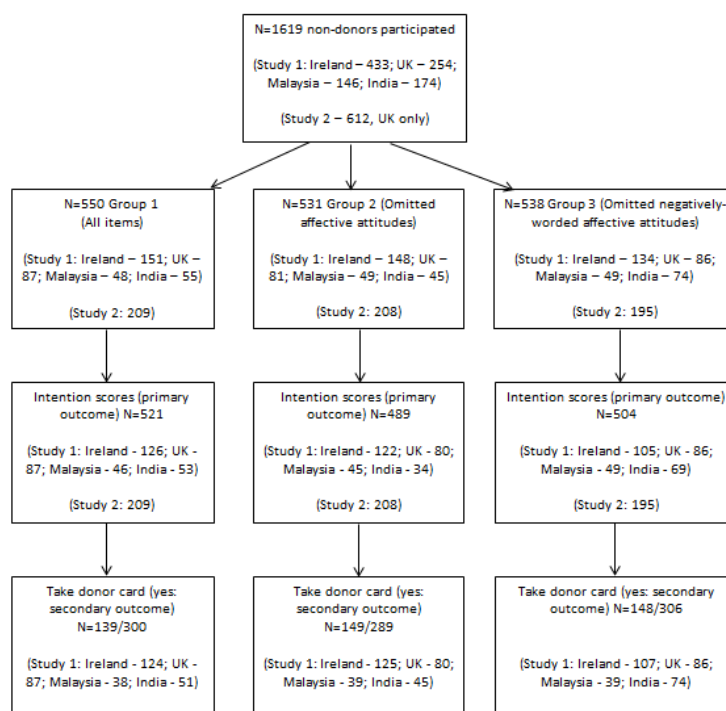 N=1619 non-donors participated
(Study 1: Ireland – 433; UK – 254;
Malaysia – 146; India – 174)
(Study 2 – 612, UK only)
N=550 Group 1
(All items)
(Study 1: Ireland – 151; UK –
87; Malaysia – 48; India – 55)
(Study 2: 209)
N=531 Group 2 (Omitted
affective attitudes)
(Study 1: Ireland – 148; UK –
81; Malaysia – 49; India – 45)
(Study 2: 208)
N=538 Group 3 (Omitted negatively-
worded affective attitudes)
(Study 1: Ireland – 134; UK – 86;
Malaysia – 49; India – 74)
(Study 2: 195)
Intention scores (primary
outcome) N=521
(Study 1: Ireland - 126; UK -
87; Malaysia - 46; India - 53)
(Study 2: 209)
Intention scores (primary
outcome) N=489
(Study 1: Ireland - 122; UK - 80;
Malaysia - 45; India - 34)
(Study 2: 208)
Intention scores (primary outcome)
N=504
(Study 1: Ireland - 105; UK - 86;
Malaysia - 49; India - 69)
(Study 2: 195)
Take donor card (yes:
secondary outcome)
N=139/300
(Study 1: Ireland - 124; UK -
87; Malaysia - 38; India - 51)
Take donor card (yes:
secondary outcome)
N=149/289
(Study 1: Ireland - 125; UK - 80;
Malaysia - 39; India - 45)
Take donor card (yes: secondary
outcome) N=148/306
(Study 1: Ireland - 107; UK - 86;
Malaysia - 39; India - 74)